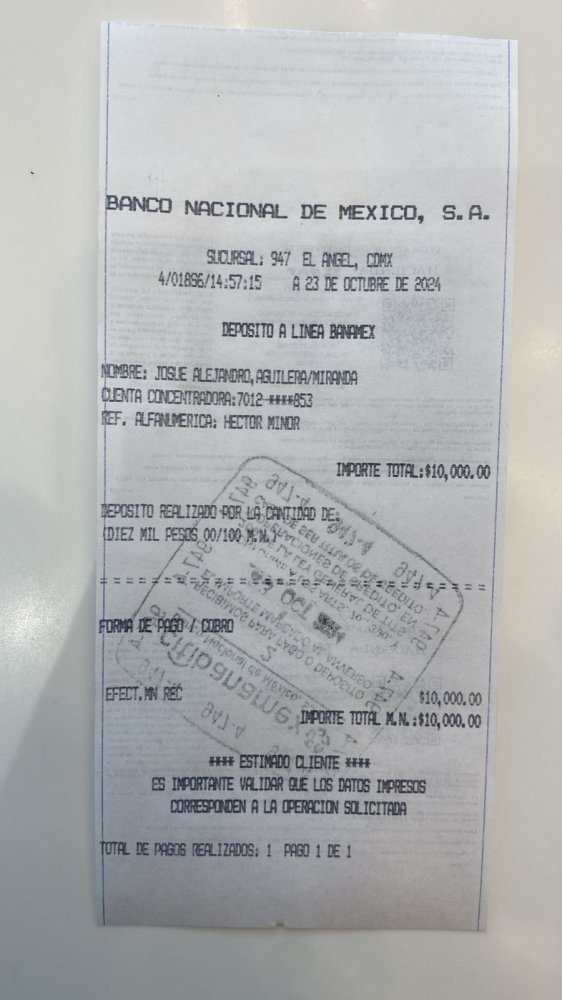 BANCO NACIONAL DE MEXICO, S.A.
SUCURSAL: 947 EL ANGEL, CDMX
4/01896/14:57:15 A 23 DE OCTUBRE DE 2024
DEPOSITO A LINEA BANAMEX
NOMBRE: JOSUE ALEJANDRO,AGUILERA/MIRANDA
CUENTA CONCENTRADORA:7012-****853
REF. ALFANUMERICA: HECTOR MINOR
IMPORTE TOTAL:$10,000.00
DEPOSITO REALIZADO POR LA CANTIDAD DE:
(DIEZ MIL PESOS 00/100 M.N.)
FORMA DE PAGO / COBRO
EFECT.MN REC $10,000.00
IMPORTE TOTAL M.N.:$10,000.00
**** ESTIMADO CLIENTE ****
ES IMPORTANTE VALIDAR QUE LOS DATOS IMPRESOS
CORRESPONDEN A LA OPERACION SOLICITADA
TOTAL DE PAGOS REALIZADOS: 1 PAGO 1 DE 1
citibanamex